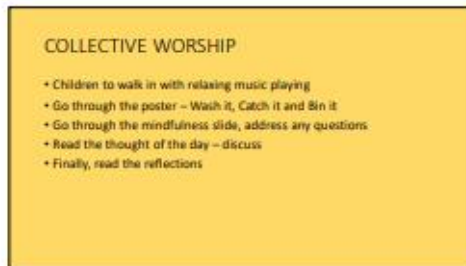 COLLECTIVE WORSHIP
• Children to walk in with relaxing music playing
• Go through the poster – Wash it, Catch it and Bin it
• Go through the mindfulness slide, address any questions
• Read the thought of the day – discuss
• Finally, read the reflections